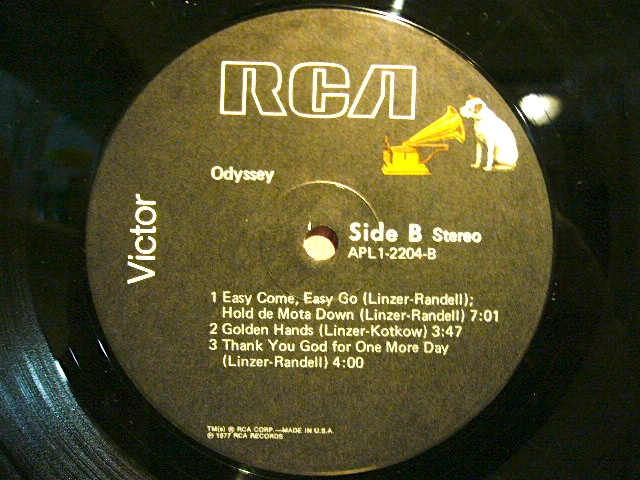 RCA
Odyssey
Victor
Side B Stereo
APL1-2204-B
1 Easy Come, Easy Go (Linzer-Randell);
Hold de Mota Down (Linzer-Randell) 7:01
2 Golden Hands (Linzer-Kotkow) 3:47
3 Thank You God for One More Day
(Linzer-Randell) 4:00
TM(s) ® RCA CORP.—MADE IN U.S.A.
℗ 1977 RCA RECORDS